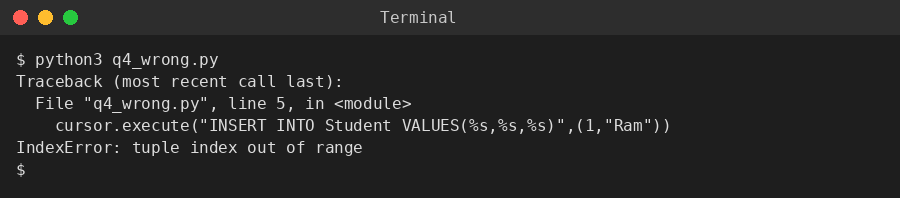 Terminal
$ python3 q4_wrong.py
Traceback (most recent call last):
  File "q4_wrong.py", line 5, in <module>
    cursor.execute("INSERT INTO Student VALUES(%s,%s,%s)",(1,"Ram"))
IndexError: tuple index out of range
$